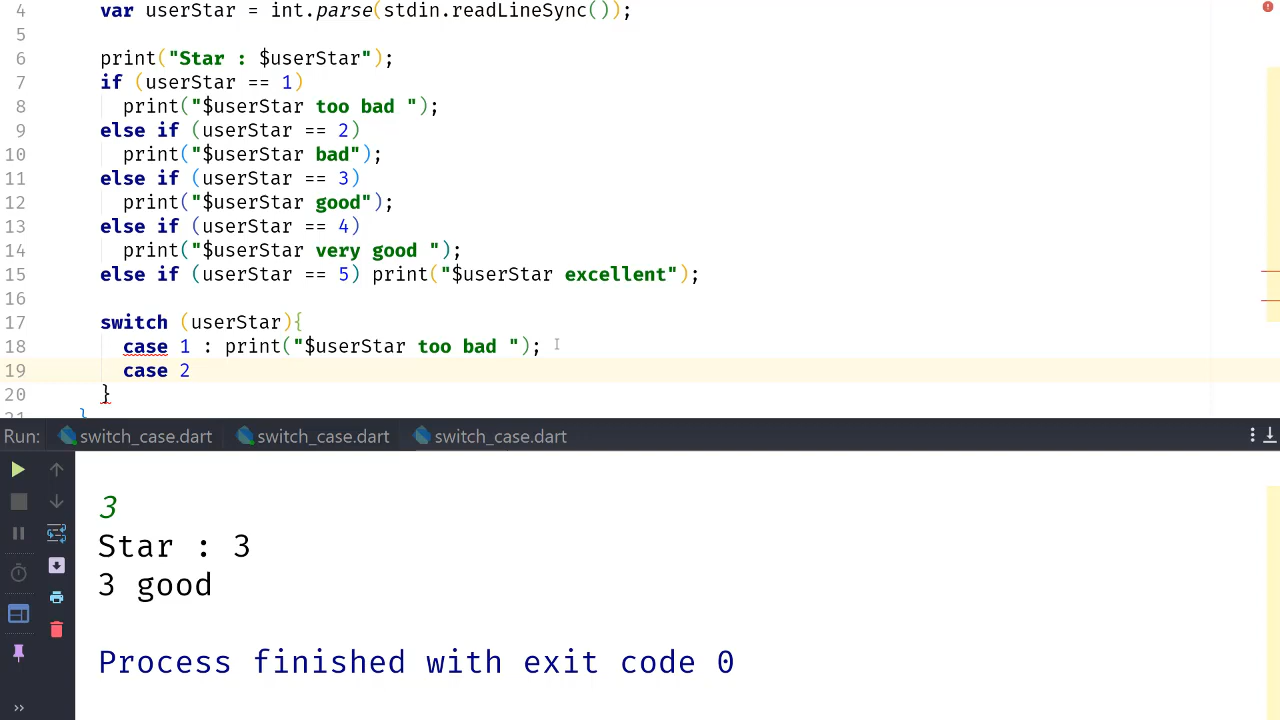 4 var userStar = int.parse(stdin.readLineSync());
5
6 print("Star : $userStar");
7 if (userStar == 1)
8 print("$userStar too bad ");
9 else if (userStar == 2)
10 print("$userStar bad");
11 else if (userStar == 3)
12 print("$userStar good");
13 else if (userStar == 4)
14 print("$userStar very good ");
15 else if (userStar == 5) print("$userStar excellent");
16
17 switch (userStar){
18 case 1 : print("$userStar too bad ");
19 case 2
20 }
21 }
Run: switch_case.dart switch_case.dart switch_case.dart
3
Star : 3
3 good
Process finished with exit code 0